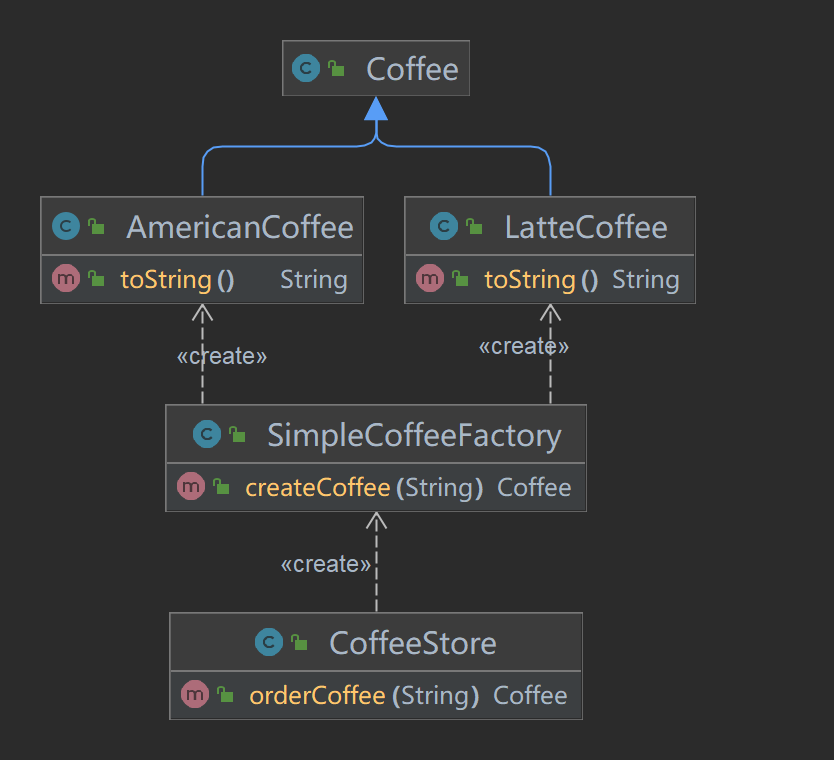 C Coffee
C AmericanCoffee
m toString() String
C LatteCoffee
m toString() String
«create»
«create»
C SimpleCoffeeFactory
m createCoffee(String) Coffee
«create»
C CoffeeStore
m orderCoffee(String) Coffee